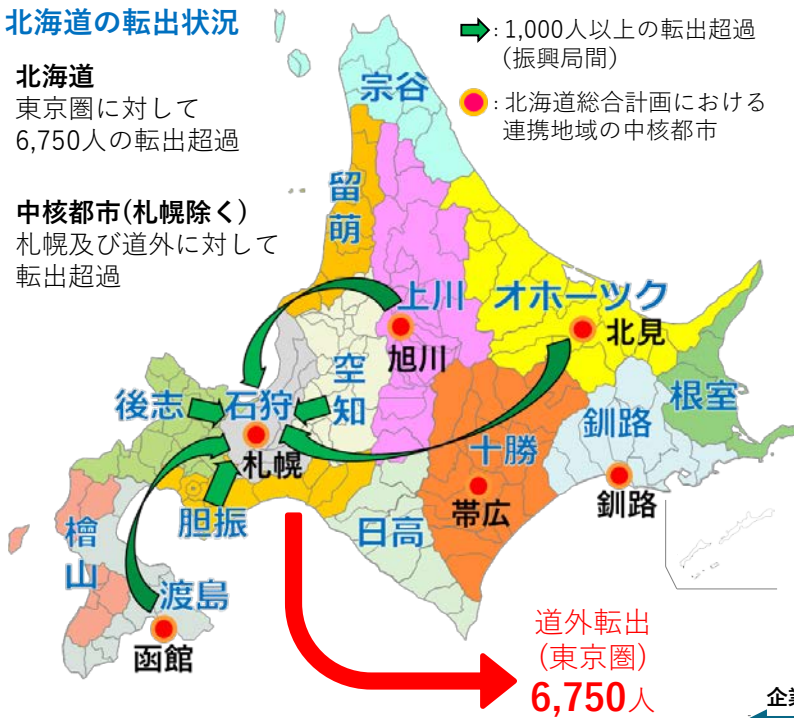 北海道の転出状況
北海道
東京圏に対して
6,750人の転出超過
中核都市(札幌除く)
札幌及び道外に対して
転出超過
：1,000人以上の転出超過
(振興局間)
：北海道総合計画における
連携地域の中核都市
宗谷
留萌
上川
オホーツク
北見
旭川
空知
後志
石狩
札幌
根室
釧路
釧路
十勝
帯広
胆振
日高
檜山
渡島
函館
道外転出
(東京圏)
6,750人
企業